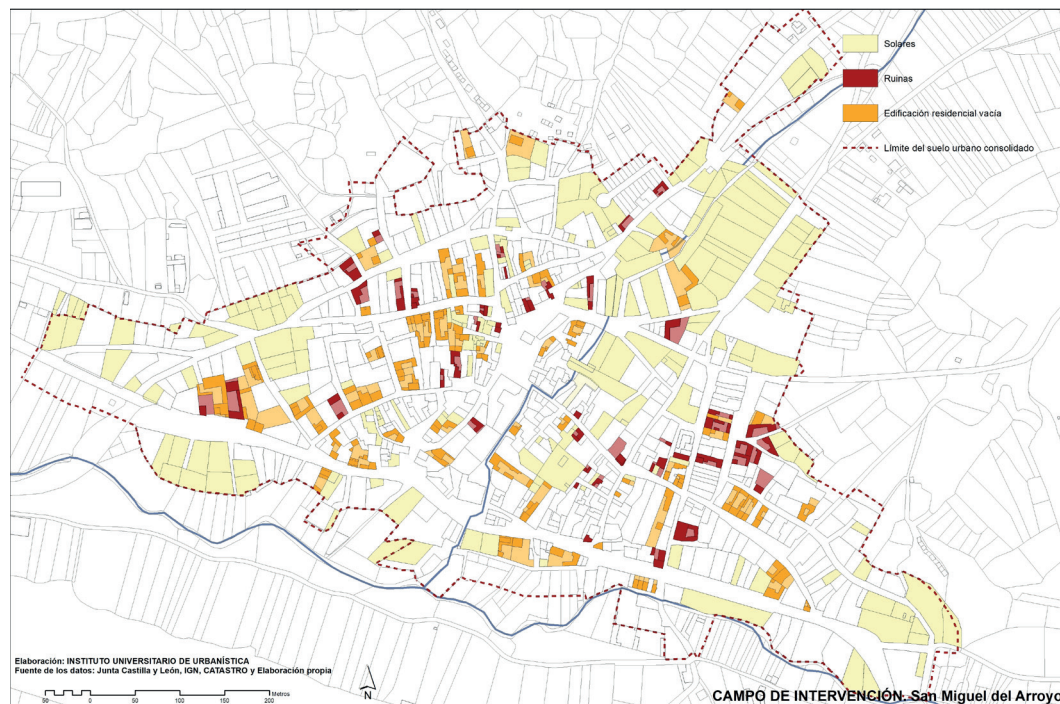 Solares
Ruinas
Edificación residencial vacía
Límite del suelo urbano consolidado
Elaboración: INSTITUTO UNIVERSITARIO DE URBANÍSTICA
Fuente de los datos: Junta Castilla y León, IGN, CATASTRO y Elaboración propia
50 0 50 100 150 200 Metros
N
CAMPO DE INTERVENCIÓN: San Miguel del Arroyo